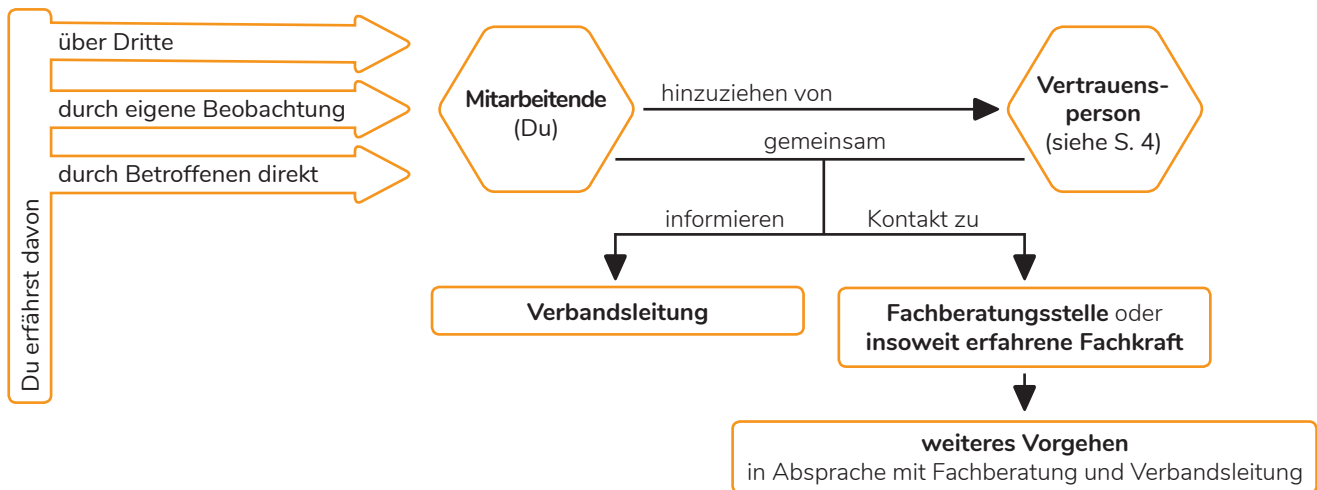 Du erfährst davon
über Dritte
durch eigene Beobachtung
durch Betroffenen direkt
Mitarbeitende
(Du)
hinzuziehen von
Vertrauens-
person
(siehe S. 4)
gemeinsam
informieren
Kontakt zu
Verbandsleitung
Fachberatungsstelle oder
insoweit erfahrene Fachkraft
weiteres Vorgehen
in Absprache mit Fachberatung und Verbandsleitung